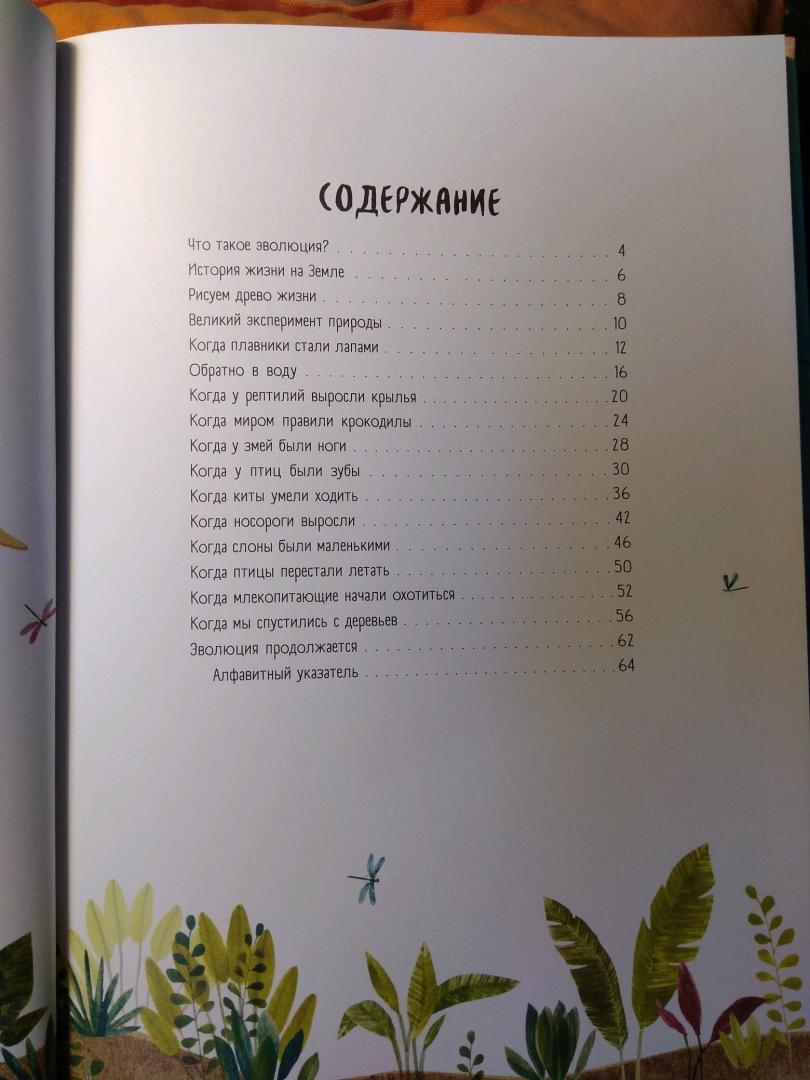 СОДЕРЖАНИЕ
Что такое эволюция? . . . . . . . . . . . . . . . . . . . . . . . 4
История жизни на Земле . . . . . . . . . . . . . . . . . . . . . . 6
Рисуем древо жизни . . . . . . . . . . . . . . . . . . . . . . . . 8
Великий эксперимент природы . . . . . . . . . . . . . . . . . . . 10
Когда плавники стали лапами . . . . . . . . . . . . . . . . . . . 12
Обратно в воду . . . . . . . . . . . . . . . . . . . . . . . . . . 16
Когда у рептилий выросли крылья . . . . . . . . . . . . . . . . . 20
Когда миром правили крокодилы . . . . . . . . . . . . . . . . . 24
Когда у змей были ноги . . . . . . . . . . . . . . . . . . . . . . 28
Когда у птиц были зубы . . . . . . . . . . . . . . . . . . . . . 30
Когда киты умели ходить . . . . . . . . . . . . . . . . . . . . . 36
Когда носороги выросли . . . . . . . . . . . . . . . . . . . . . 42
Когда слоны были маленькими . . . . . . . . . . . . . . . . . . 46
Когда птицы перестали летать . . . . . . . . . . . . . . . . . . 50
Когда млекопитающие начали охотиться . . . . . . . . . . . . . 52
Когда мы спустились с деревьев . . . . . . . . . . . . . . . . . 56
Эволюция продолжается . . . . . . . . . . . . . . . . . . . . . 62
Алфавитный указатель . . . . . . . . . . . . . . . . . . . . . 64